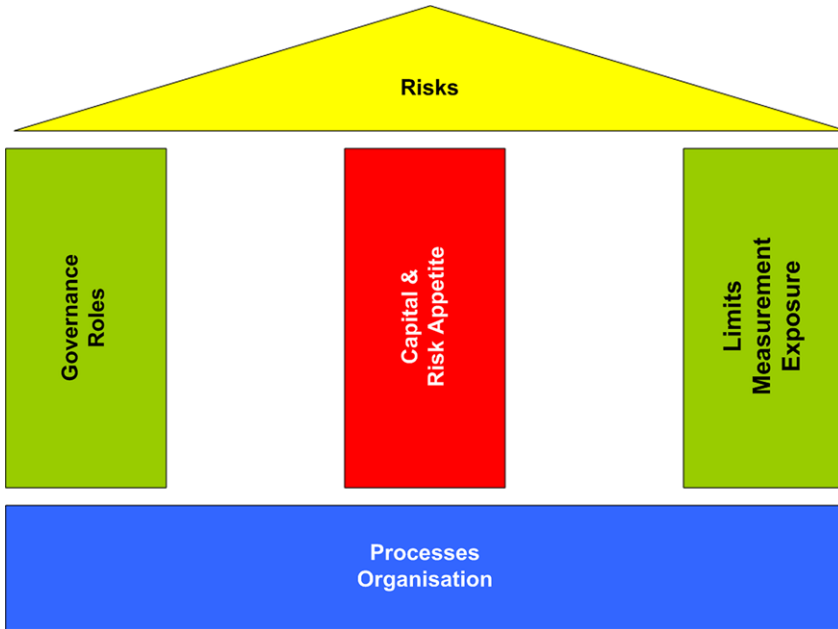 Risks
Governance
Roles
Capital &
Risk Appetite
Limits
Measurement
Exposure
Processes
Organisation